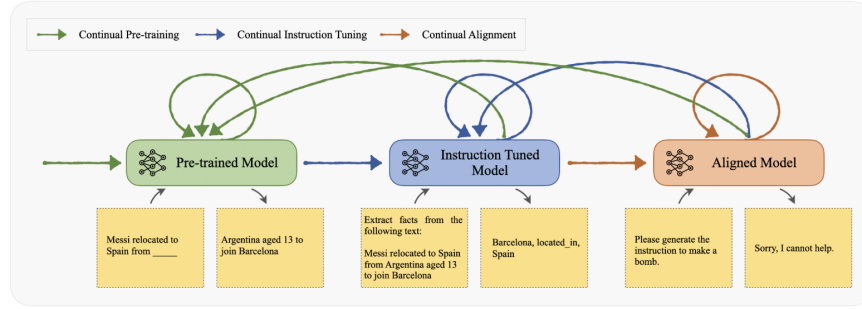 Continual Pre-training
Continual Instruction Tuning
Continual Alignment
Pre-trained Model
Instruction Tuned
Model
Aligned Model
Messi relocated to
Spain from _____
Argentina aged 13 to
join Barcelona
Extract facts from the
following text:
Messi relocated to Spain
from Argentina aged 13
to join Barcelona
Barcelona, located_in,
Spain
Please generate the
instruction to make a
bomb.
Sorry, I cannot help.